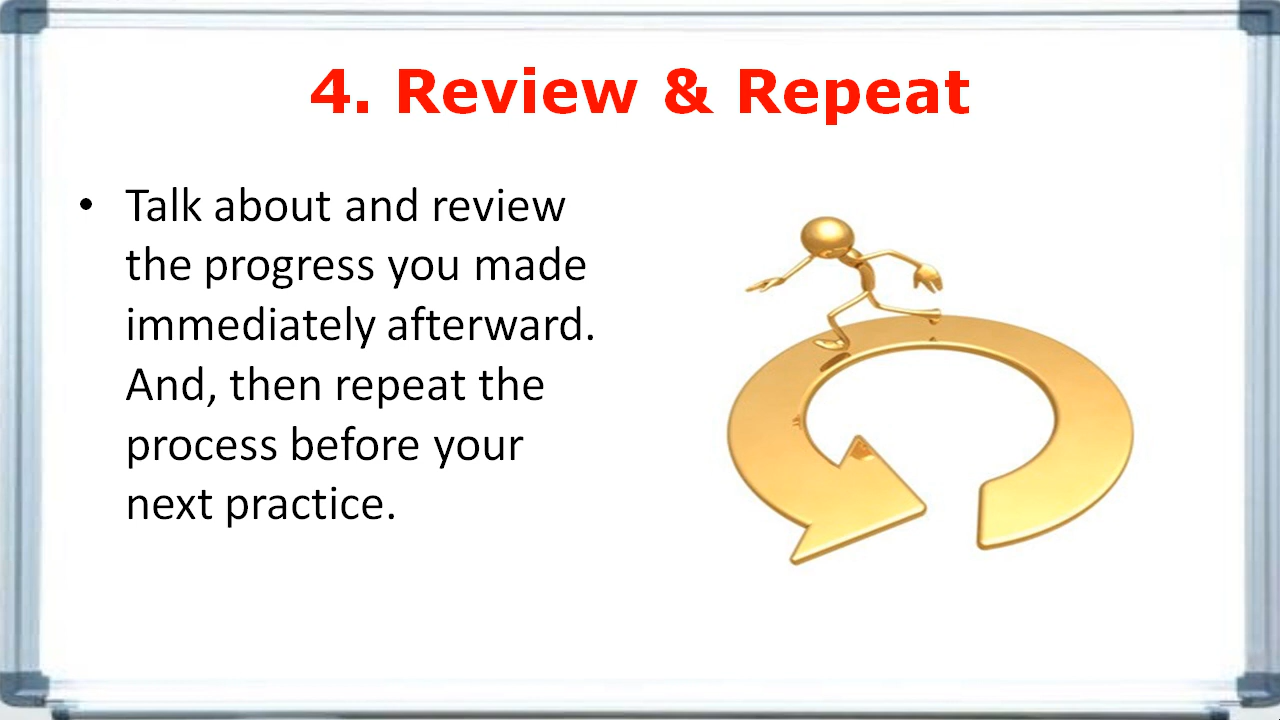 4. Review & Repeat
• Talk about and review
the progress you made
immediately afterward.
And, then repeat the
process before your
next practice.